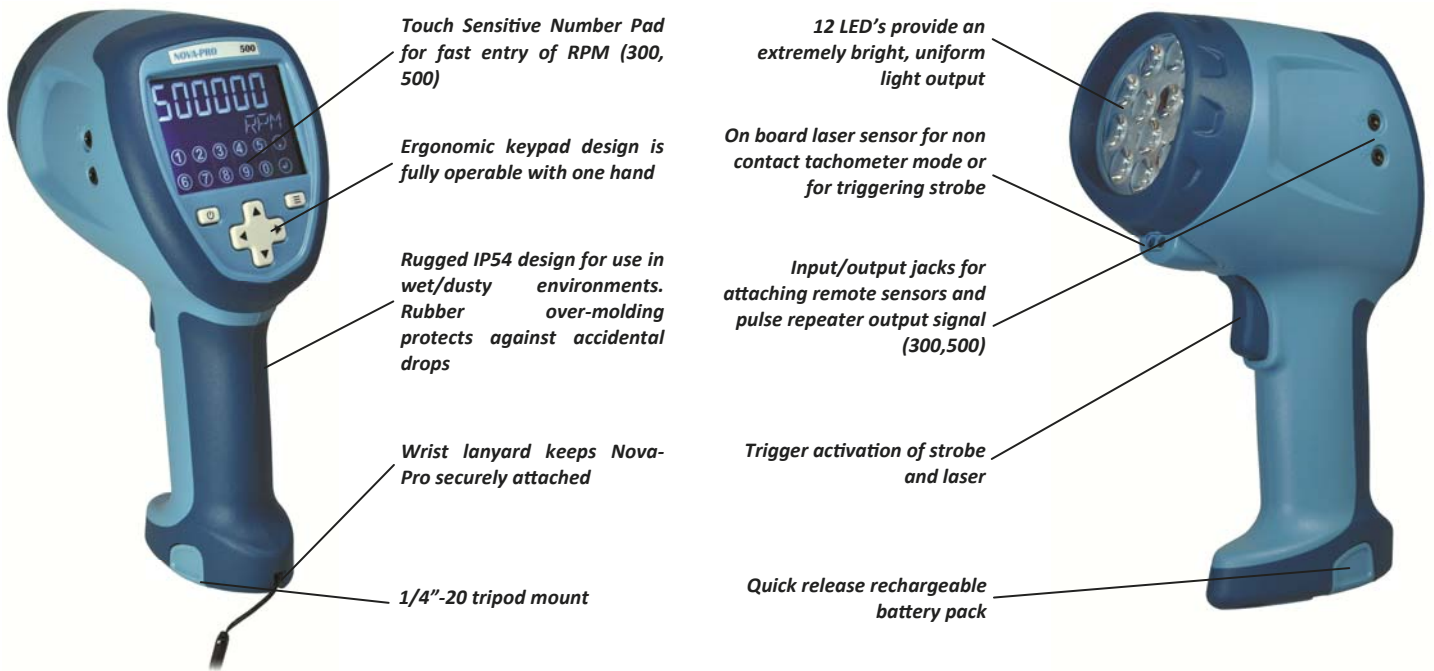 NOVA-PRO 500
500000
RPM
1 2 3 4 5
6 7 8 9 0
Touch Sensitive Number Pad
for fast entry of RPM (300,
500)
Ergonomic keypad design is
fully operable with one hand
Rugged IP54 design for use in
wet/dusty environments.
Rubber over-molding
protects against accidental
drops
Wrist lanyard keeps Nova-
Pro securely attached
1/4”-20 tripod mount
12 LED’s provide an
extremely bright, uniform
light output
On board laser sensor for non
contact tachometer mode or
for triggering strobe
Input/output jacks for
attaching remote sensors and
pulse repeater output signal
(300,500)
Trigger activation of strobe
and laser
Quick release rechargeable
battery pack